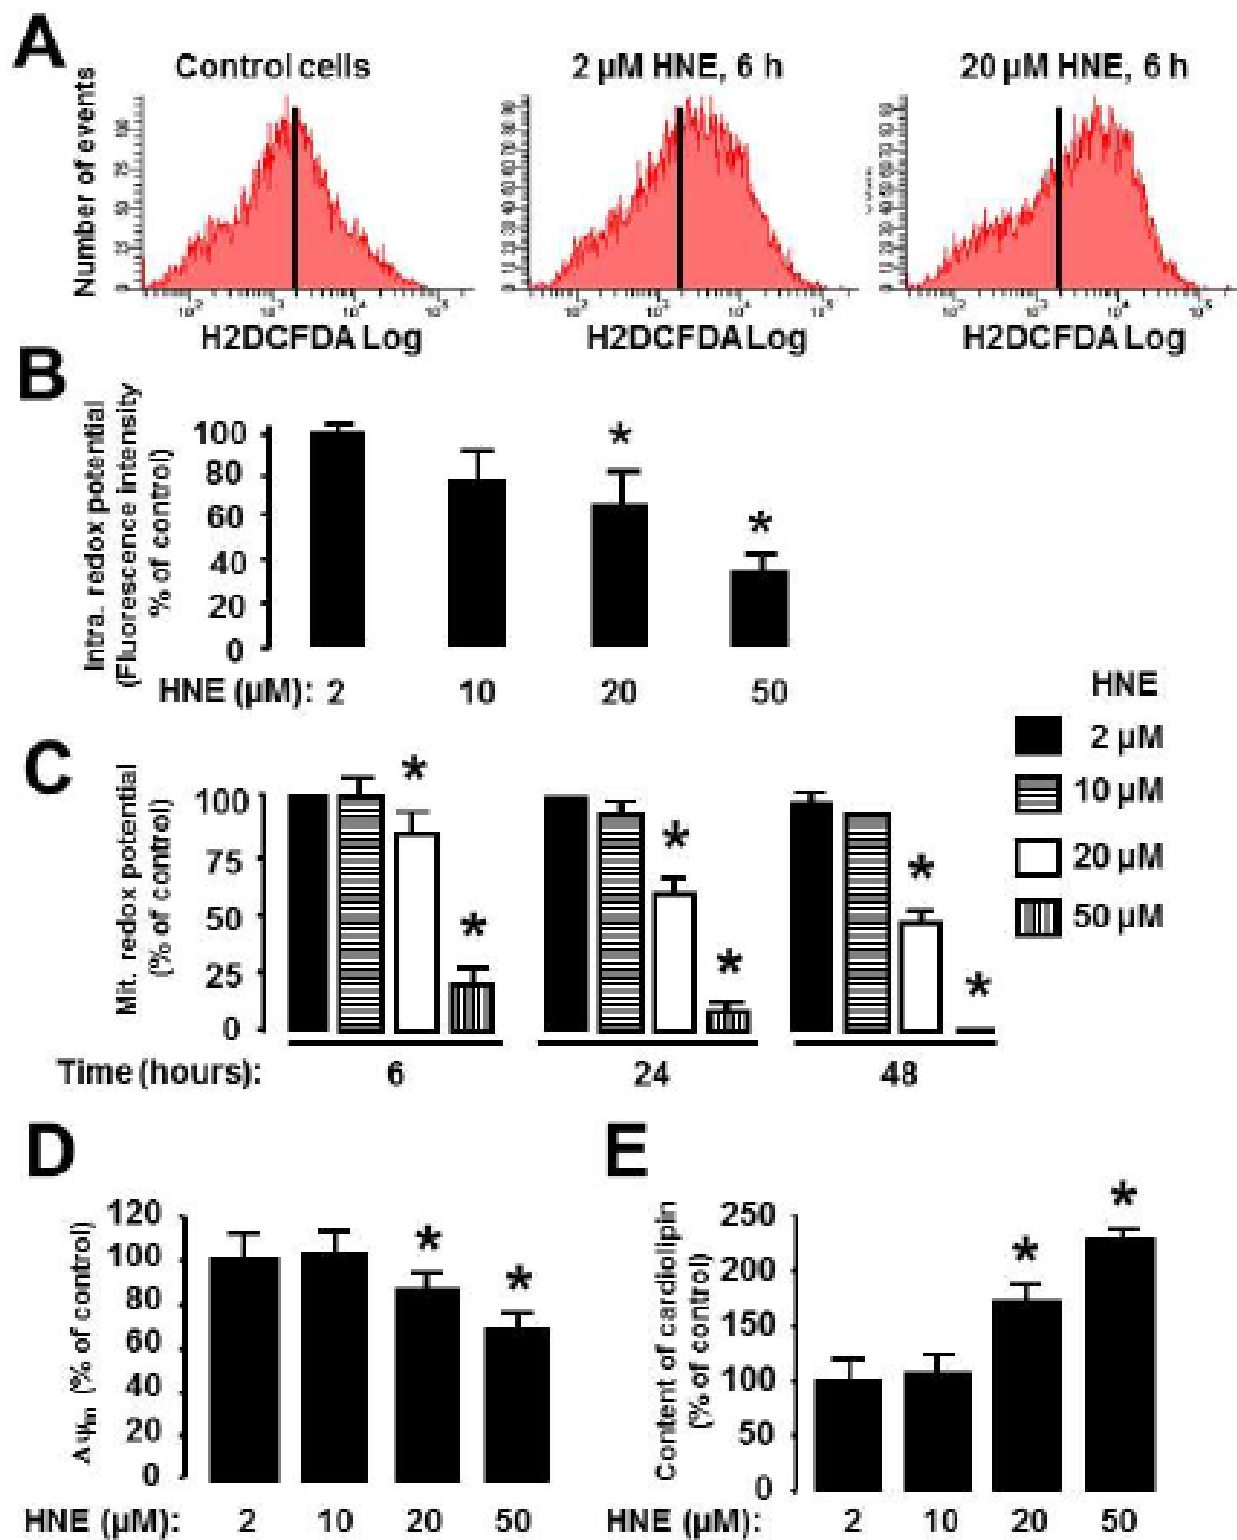 A
Control cells
2 µM HNE, 6 h
20 µM HNE, 6 h
Number of events
H2DCFDA Log
H2DCFDA Log
H2DCFDA Log
B
Intra. redox potential
(Fluorescence intensity
% of control)
100
80
60
40
20
0
*
*
HNE (µM): 2 10 20 50
HNE
2 µM
10 µM
20 µM
50 µM
C
Mit. redox potential
(% of control)
100
75
50
25
0
*
*
*
*
*
*
Time (hours): 6 24 48
D
Δψm (% of control)
120
100
80
60
40
20
0
*
*
HNE (µM): 2 10 20 50
E
Content of cardiolipin
(% of control)
250
200
150
100
50
0
*
*
HNE (µM): 2 10 20 50